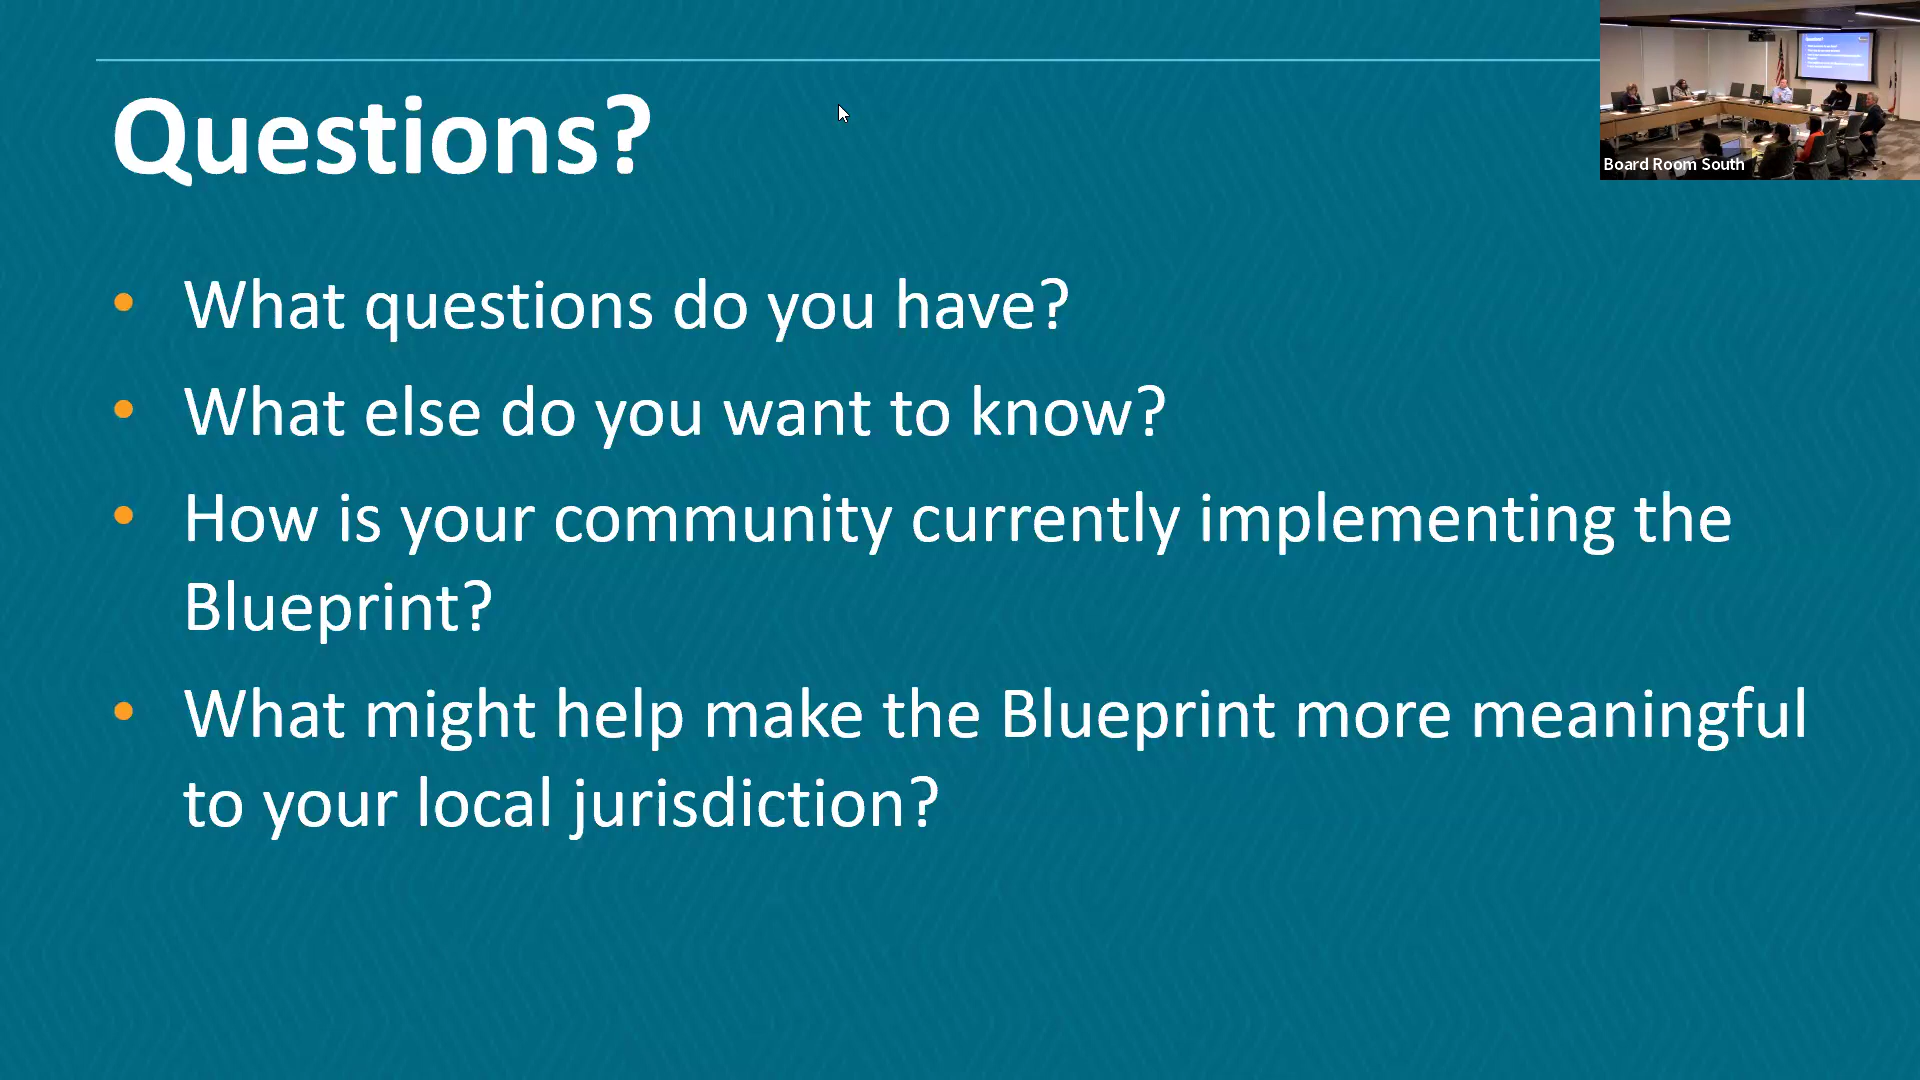 Questions?
Board Room South
• What questions do you have?
• What else do you want to know?
• How is your community currently implementing the
Blueprint?
• What might help make the Blueprint more meaningful
to your local jurisdiction?